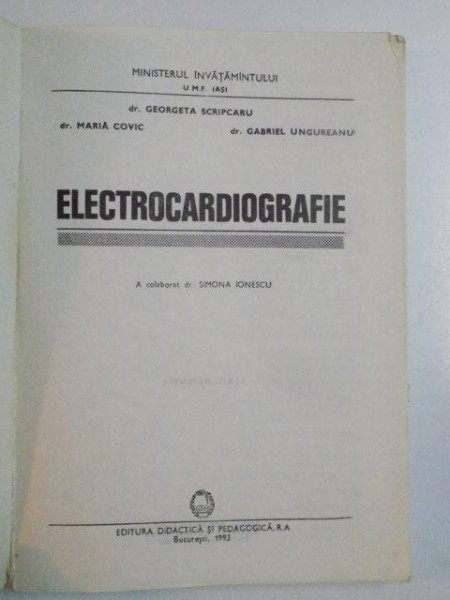 MINISTERUL ÎNVĂȚĂMÎNTULUI
U.M.F. IAȘI
dr. GEORGETA SCRIPCARU
dr. MARIA COVIC dr. GABRIEL UNGUREANU
ELECTROCARDIOGRAFIE
A colaborat dr. SIMONA IONESCU
EDITURA DIDACTICĂ ȘI PEDAGOGICĂ, R.A
București, 1993